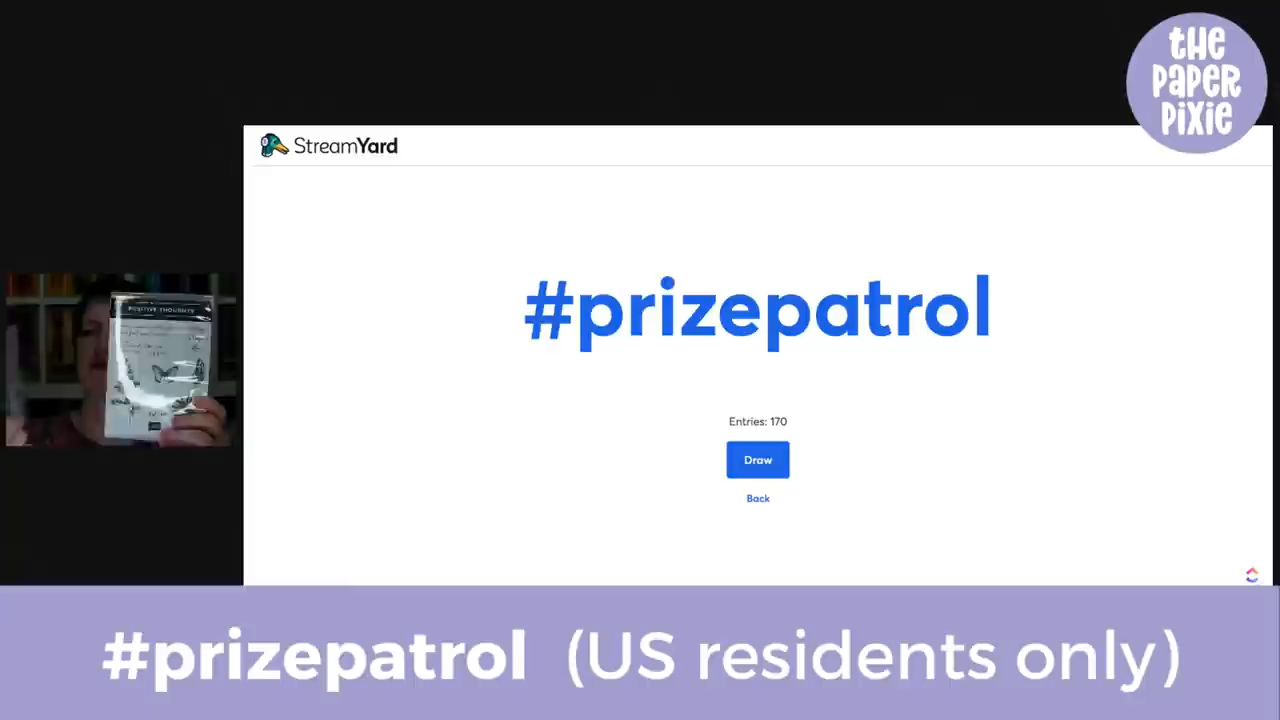 the
PAPER
PIXIE
StreamYard
#prizepatrol
Entries: 170
Draw
Back
POSITIVE THOUGHTS
#prizepatrol (US residents only)